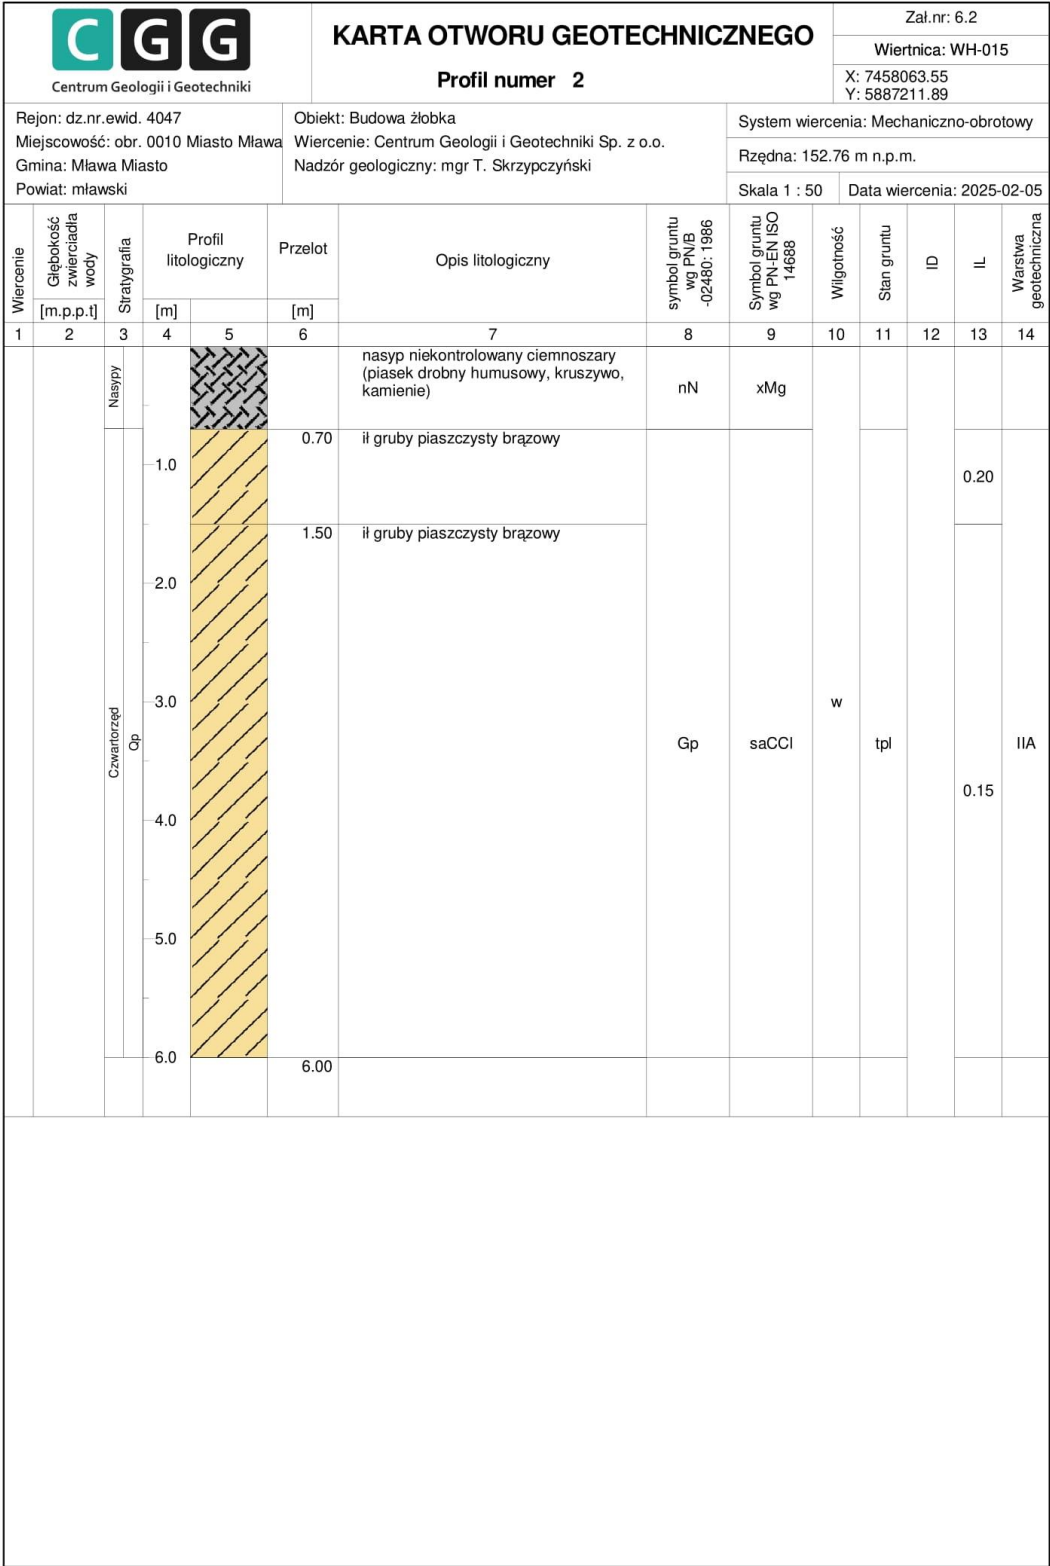 CGG
Centrum Geologii i Geotechniki
KARTA OTWORU GEOTECHNICZNEGO
Profil numer 2
Zał.nr: 6.2
Wiertnica: WH-015
X: 7458063.55
Y: 5887211.89
Rejon: dz.nr.ewid. 4047
Miejscowość: obr. 0010 Miasto Mława
Gmina: Mława Miasto
Powiat: mławski
Obiekt: Budowa żłobka
Wiercenie: Centrum Geologii i Geotechniki Sp. z o.o.
Nadzór geologiczny: mgr T. Skrzypczyński
System wiercenia: Mechaniczno-obrotowy
Rzędna: 152.76 m n.p.m.
Skala 1 : 50
Data wiercenia: 2025-02-05
Wiercenie
Głębokość
zwierciadła
wody
[m.p.p.t]
Stratygrafia
Profil
litologiczny
[m]
Przelot
[m]
Opis litologiczny
symbol gruntu
wg PN/B
-02480: 1986
Symbol gruntu
wg PN-EN ISO
14688
Wilgotność
Stan gruntu
ID
IL
Warstwa
geotechniczna
1 2 3 4 5 6 7 8 9 10 11 12 13 14
Nasypy
nasyp niekontrolowany ciemnoszary
(piasek drobny humusowy, kruszywo,
kamienie)
nN
xMg
0.70
ił gruby piaszczysty brązowy
1.0
0.20
1.50
ił gruby piaszczysty brązowy
2.0
3.0
w
Czwartorzęd
Qp
Gp
saCCl
tpl
IIA
0.15
4.0
5.0
6.0
6.00